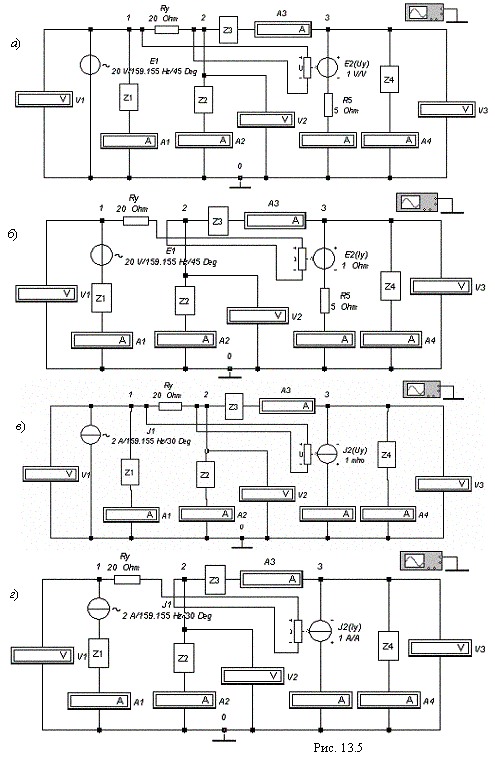 а)
1
Ry
20 Ohm
2
Z3
A3
A
3
E1
20 V/159.155 Hz/45 Deg
U
E2(Uy)
1 V/V
R5
5 Ohm
V
V1
Z1
A
A1
Z2
A
A2
V
V2
Z4
A
A4
V
V3
0
б)
1
Ry
20 Ohm
2
Z3
A3
A
3
E1
20 V/159.155 Hz/45 Deg
E2(Iy)
1 Ohm
R5
5 Ohm
V
V1
Z1
A
A1
Z2
A
A2
V
V2
Z4
A
A4
V
V3
0
в)
1
Ry
20 Ohm
2
Z3
A3
A
3
J1
2 A/159.155 Hz/30 Deg
U
J2(Uy)
1 mho
V
V1
Z1
A
A1
Z2
A
A2
V
V2
Z4
A
A4
V
V3
0
г)
1
Ry
20 Ohm
2
Z3
A3
A
3
J1
2 A/159.155 Hz/30 Deg
J2(Iy)
1 A/A
V
V1
Z1
A
A1
Z2
A
A2
V
V2
Z4
A
A4
V
V3
0
Рис. 13.5